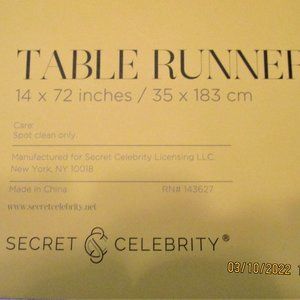 TABLE RUNNER
14 x 72 inches / 35 x 183 cm
Care:
Spot clean only
Manufactured for Secret Celebrity Licensing LLC.
New York, NY 10018
Made in China RN# 143627
www.secretcelebrity.net
SECRET CELEBRITY®
03/10/2022